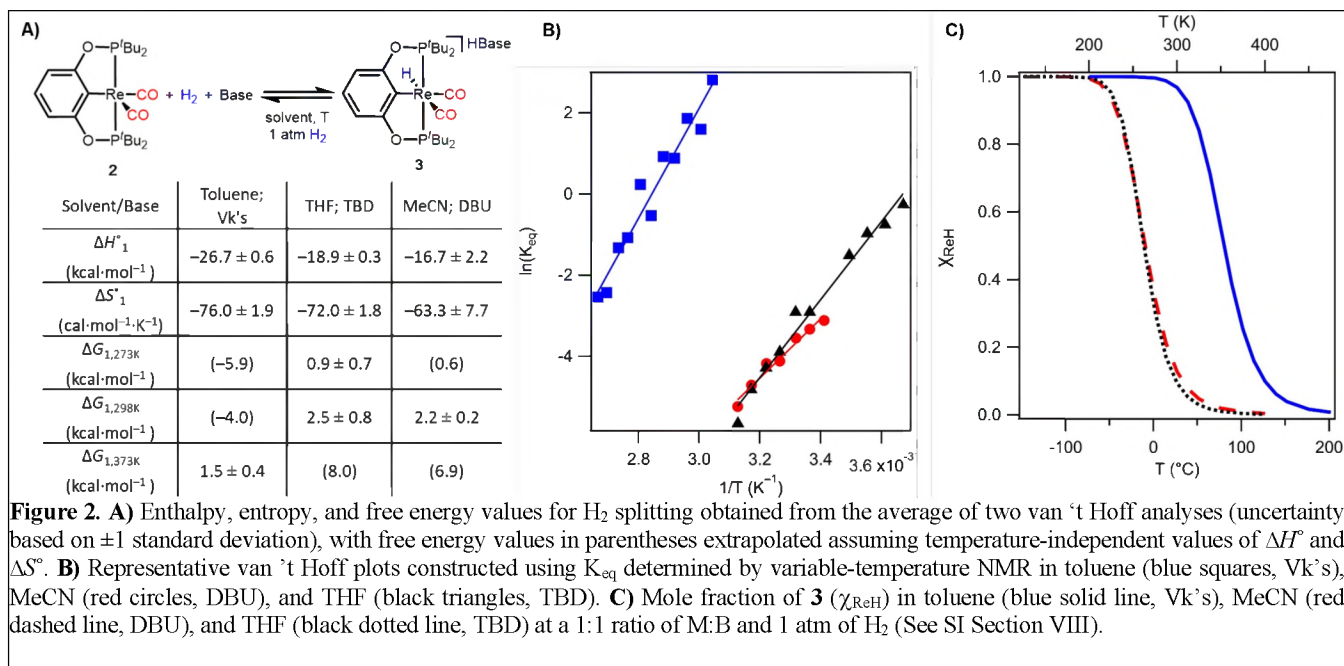 A)
O—PᵗBu₂
Re
CO
CO
O—PᵗBu₂
2
+ H₂ + Base
solvent, T
1 atm H₂
O—PᵗBu₂
HBase
H
Re
CO
CO
O—PᵗBu₂
3
Solvent/Base | Toluene; Vk's | THF; TBD | MeCN; DBU
ΔH°₁ (kcal·mol⁻¹) | −26.7 ± 0.6 | −18.9 ± 0.3 | −16.7 ± 2.2
ΔS°₁ (cal·mol⁻¹·K⁻¹) | −76.0 ± 1.9 | −72.0 ± 1.8 | −63.3 ± 7.7
ΔG₁,₂₇₃K (kcal·mol⁻¹) | (−5.9) | 0.9 ± 0.7 | (0.6)
ΔG₁,₂₉₈K (kcal·mol⁻¹) | (−4.0) | 2.5 ± 0.8 | 2.2 ± 0.2
ΔG₁,₃₇₃K (kcal·mol⁻¹) | 1.5 ± 0.4 | (8.0) | (6.9)
B)
ln(Keq)
2
0
-2
-4
2.8 3.0 3.2 3.4 3.6 x10⁻³
1/T (K⁻¹)
C)
T (K)
200 300 400
χReH
1.0
0.8
0.6
0.4
0.2
0.0
-100 0 100 200
T (°C)
Figure 2. A) Enthalpy, entropy, and free energy values for H₂ splitting obtained from the average of two van ‘t Hoff analyses (uncertainty
based on ±1 standard deviation), with free energy values in parentheses extrapolated assuming temperature-independent values of ΔH° and
ΔS°. B) Representative van ’t Hoff plots constructed using Keq determined by variable-temperature NMR in toluene (blue squares, Vk’s),
MeCN (red circles, DBU), and THF (black triangles, TBD). C) Mole fraction of 3 (χReH) in toluene (blue solid line, Vk’s), MeCN (red
dashed line, DBU), and THF (black dotted line, TBD) at a 1:1 ratio of M:B and 1 atm of H₂ (See SI Section VIII).